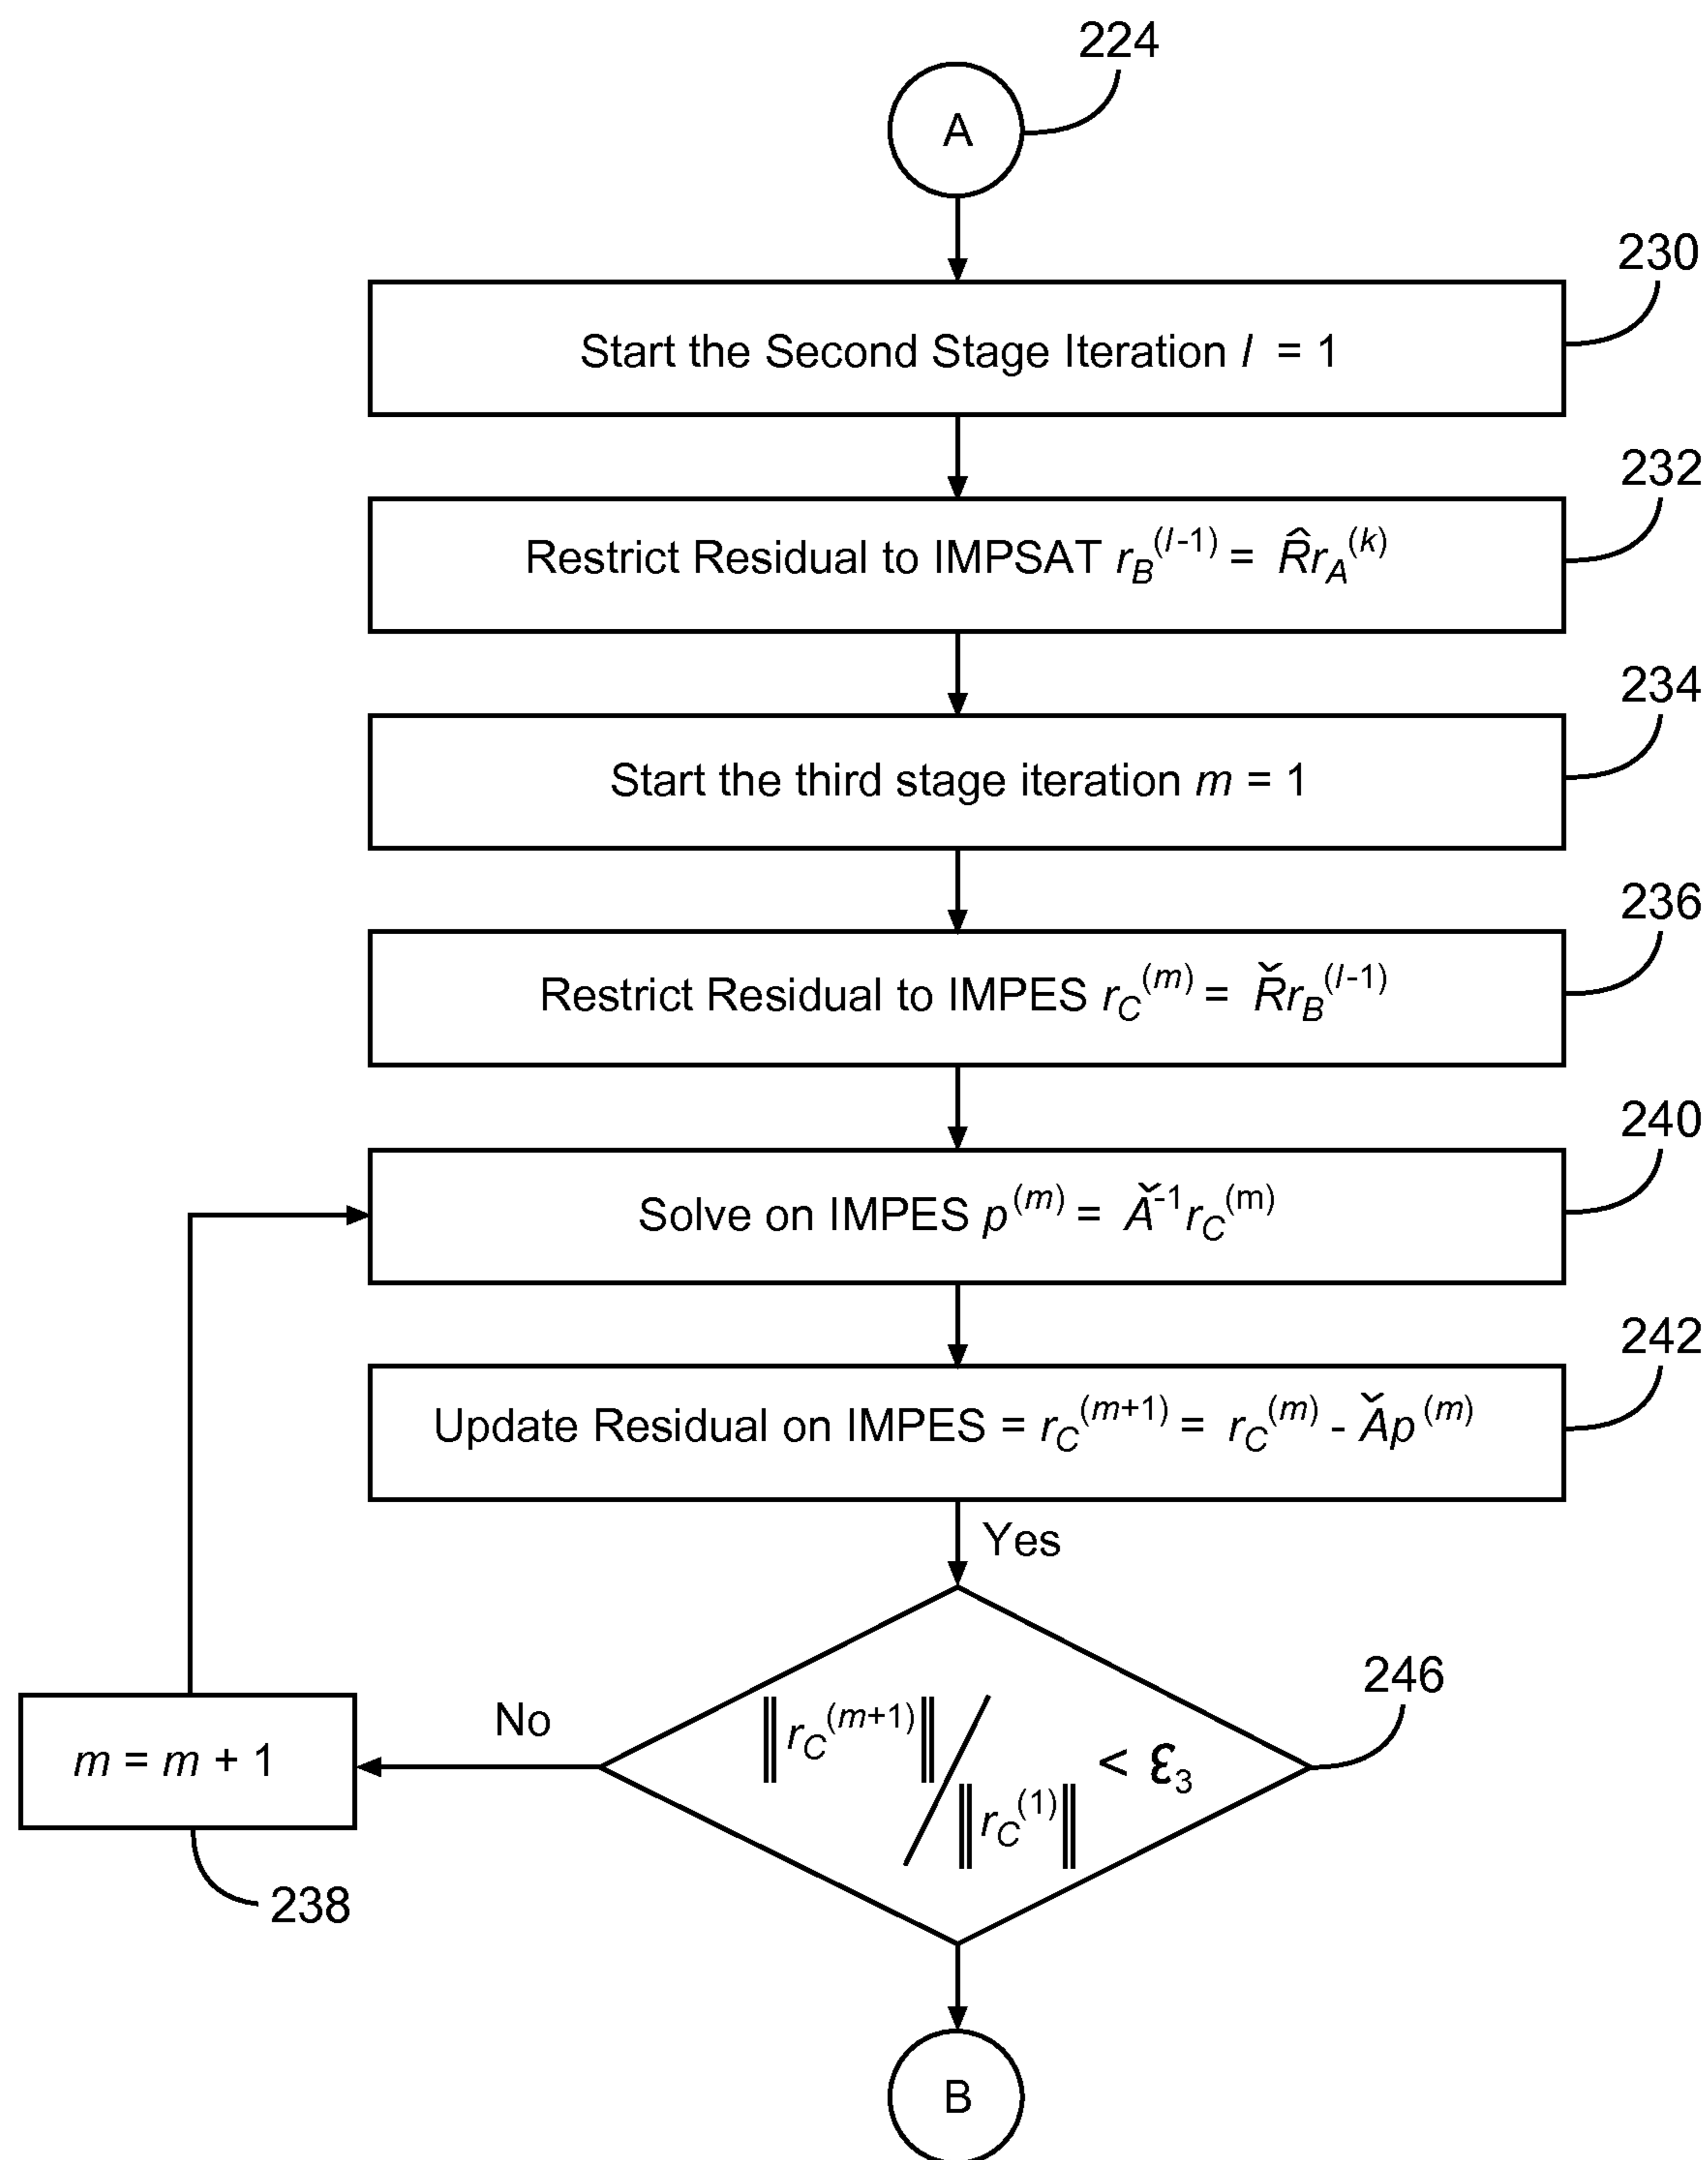 224
A
230
Start the Second Stage Iteration l = 1
232
Restrict Residual to IMPSAT r_B^(l-1) = R̂r_A^(k)
234
Start the third stage iteration m = 1
236
Restrict Residual to IMPES r_C^(m) = Řr_B^(l-1)
240
Solve on IMPES p^(m) = Ǎ^-1 r_C^(m)
242
Update Residual on IMPES = r_C^(m+1) = r_C^(m) - Ǎp^(m)
Yes
246
No
‖r_C^(m+1)‖ / ‖r_C^(1)‖ < ε_3
m = m + 1
238
B